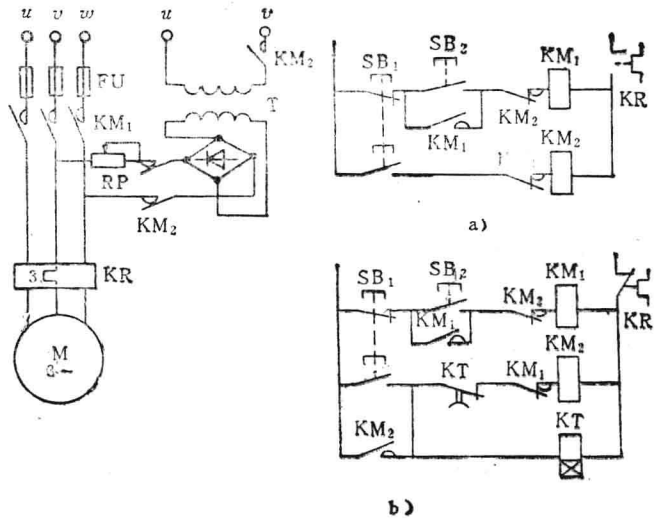 u v w u v
KM₂
FU
T
KM₁
RP
KM₂
3
KR
M
3~
SB₁ SB₂ KM₁
KR
KM₁ KM₂
KM₂
a)
SB₁ SB₂ KM₂ KM₁
KM₁
KR
KM₂
KT KM₁
KM₂ KT
b)